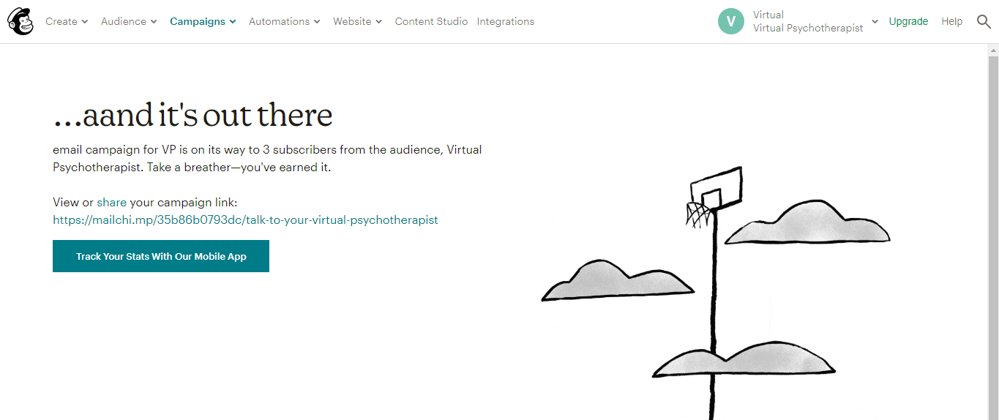 Create Audience Campaigns Automations Website Content Studio Integrations
V
Virtual
Virtual Psychotherapist
Upgrade Help
...aand it's out there
email campaign for VP is on its way to 3 subscribers from the audience, Virtual
Psychotherapist. Take a breather—you've earned it.
View or share your campaign link:
https://mailchi.mp/35b86b0793dc/talk-to-your-virtual-psychotherapist
Track Your Stats With Our Mobile App